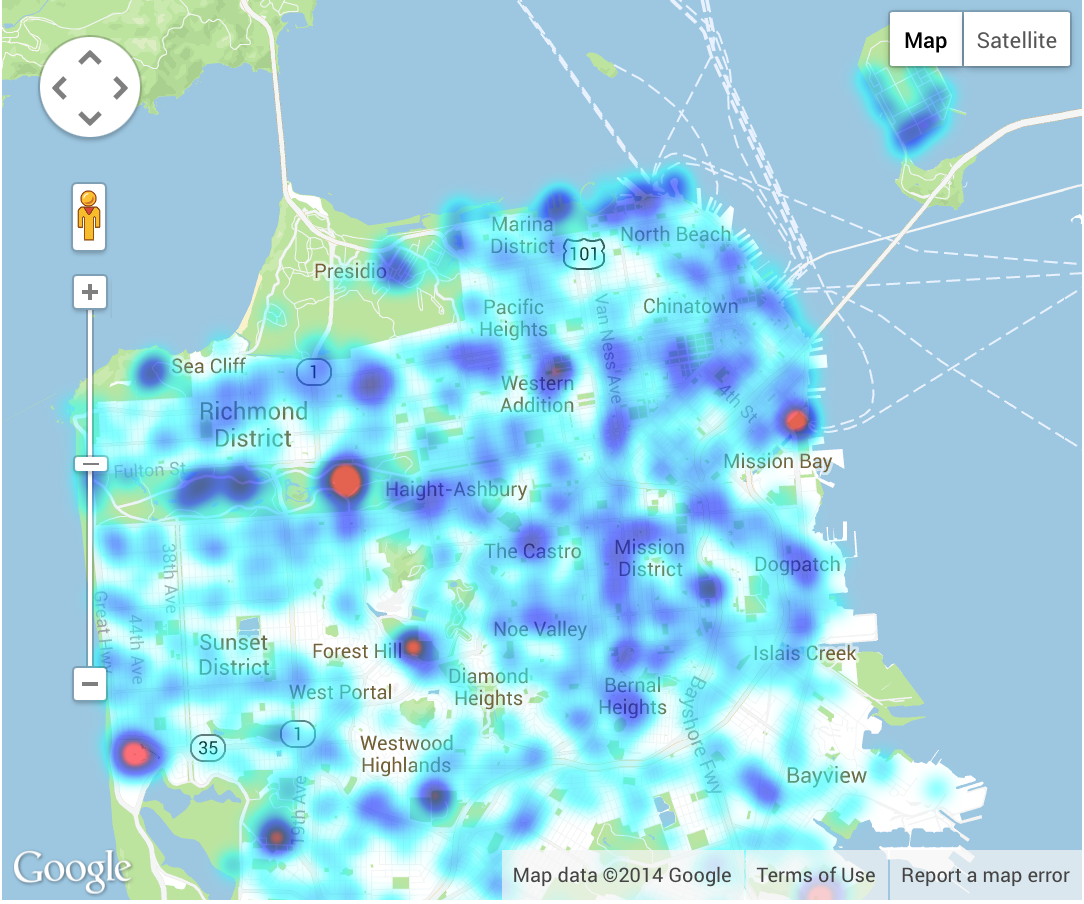 Map
Satellite
Marina
District
North Beach
101
Presidio
Pacific
Heights
Chinatown
Van Ness Ave
Sea Cliff
1
Western
Addition
4th St
Richmond
District
Mission Bay
Fulton St
Haight-Ashbury
The Castro
Mission
District
Dogpatch
38th Ave
Great Hwy
44th Ave
Noe Valley
Sunset
District
Forest Hill
Islais Creek
West Portal
Diamond
Heights
Bernal
Heights
Bayshore Fwy
35
1
Westwood
Highlands
Bayview
19th Ave
Google
Map data ©2014 Google
Terms of Use
Report a map error